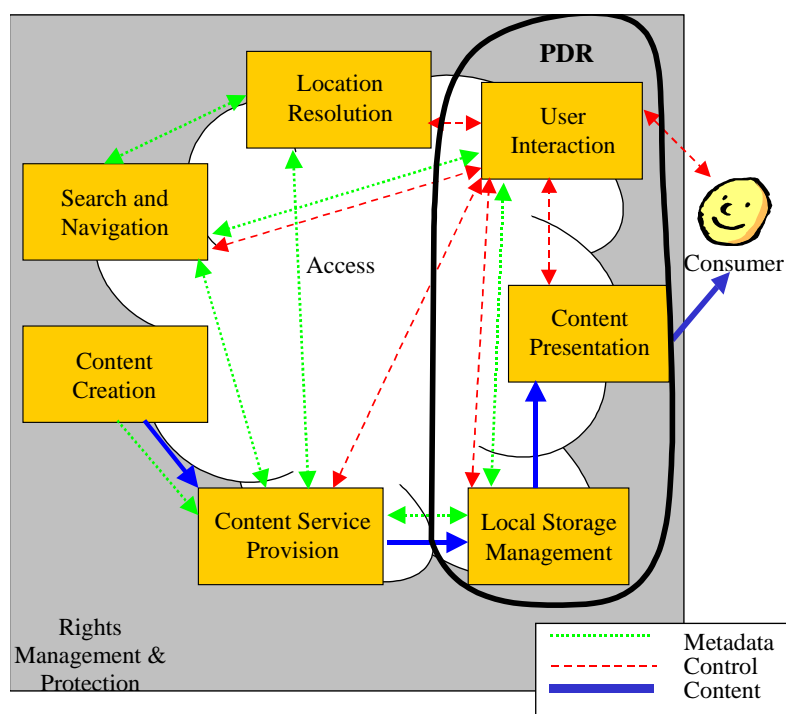 PDR
Location
Resolution
User
Interaction
Search and
Navigation
Access
Consumer
Content
Presentation
Content
Creation
Content Service
Provision
Local Storage
Management
Rights
Management &
Protection
Metadata
Control
Content